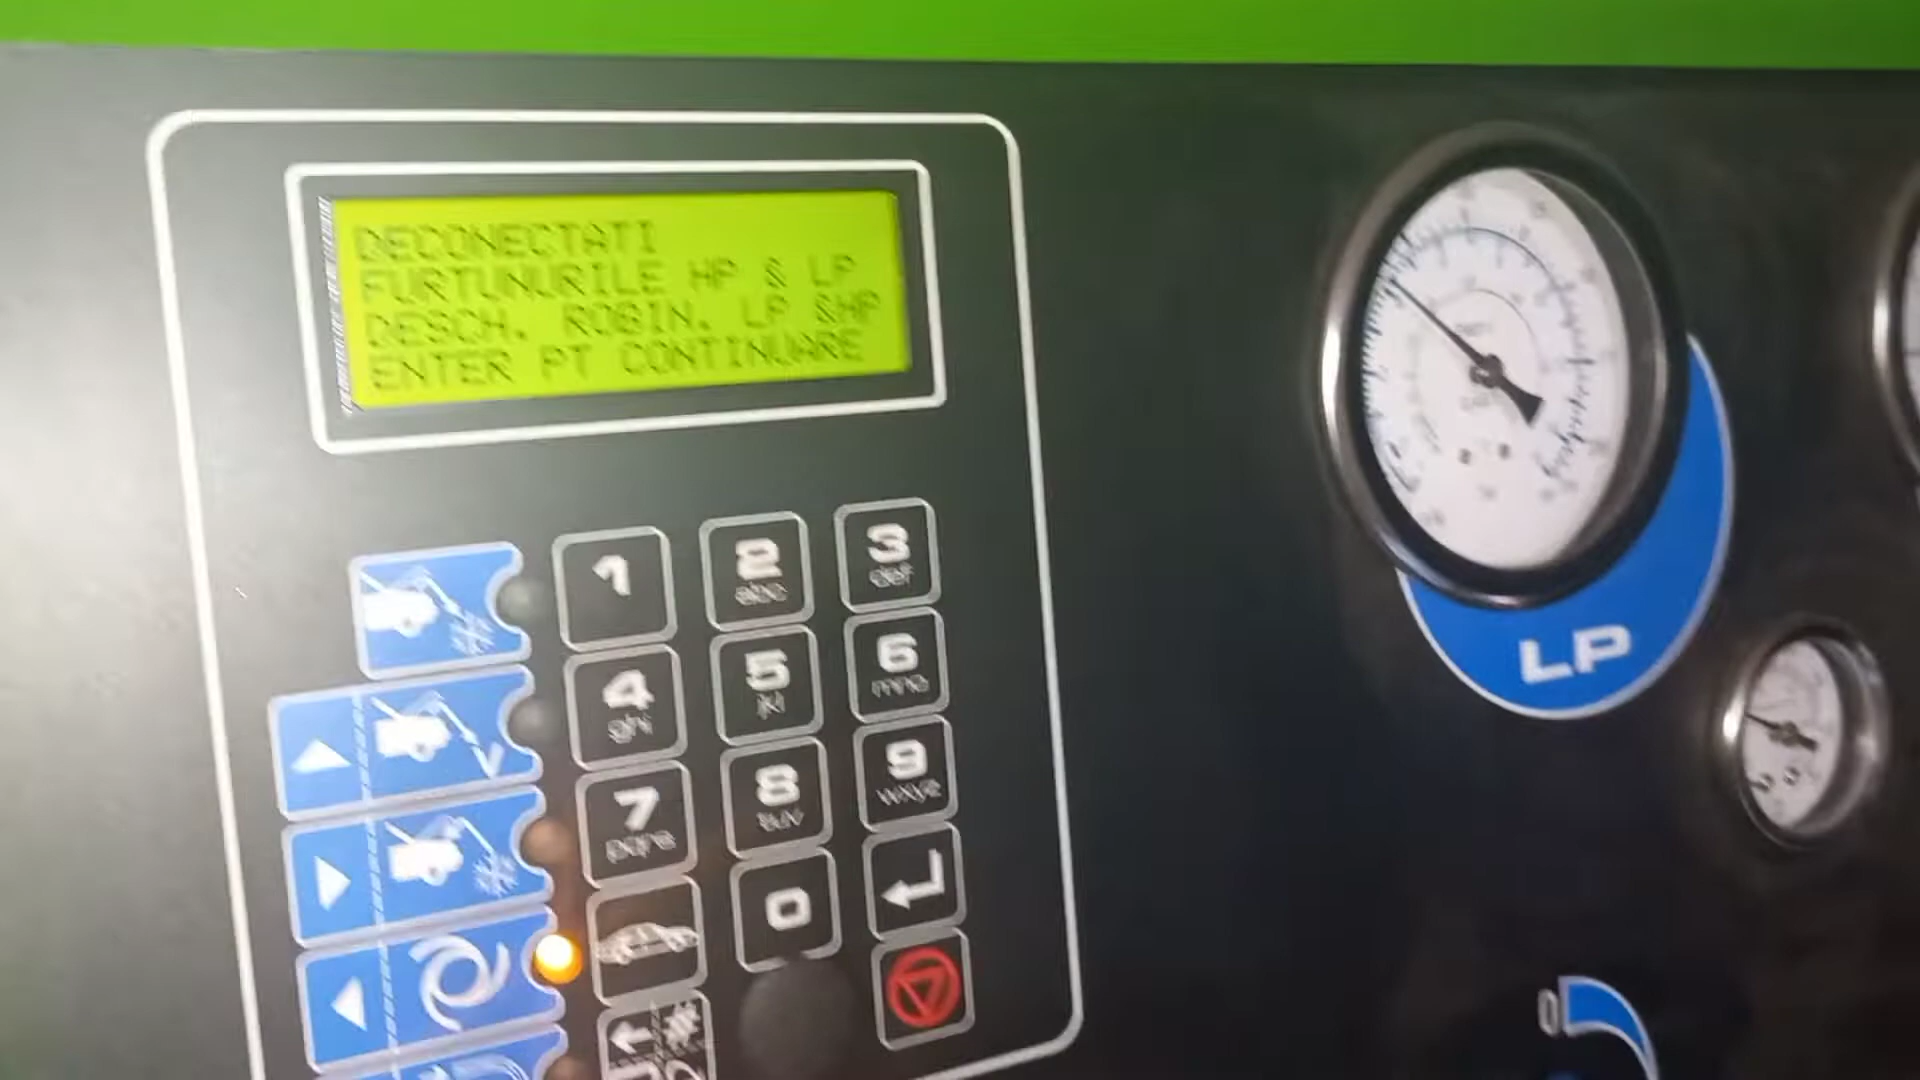 DECONECTATI
FURTUNURILE HP & LP
DESCH. ROBIN. LP &HP
ENTER PT CONTINUARE
1
2
abc
3
def
4
ghi
5
jkl
6
mno
7
pqrs
8
tuv
9
wxyz
0
LP
0